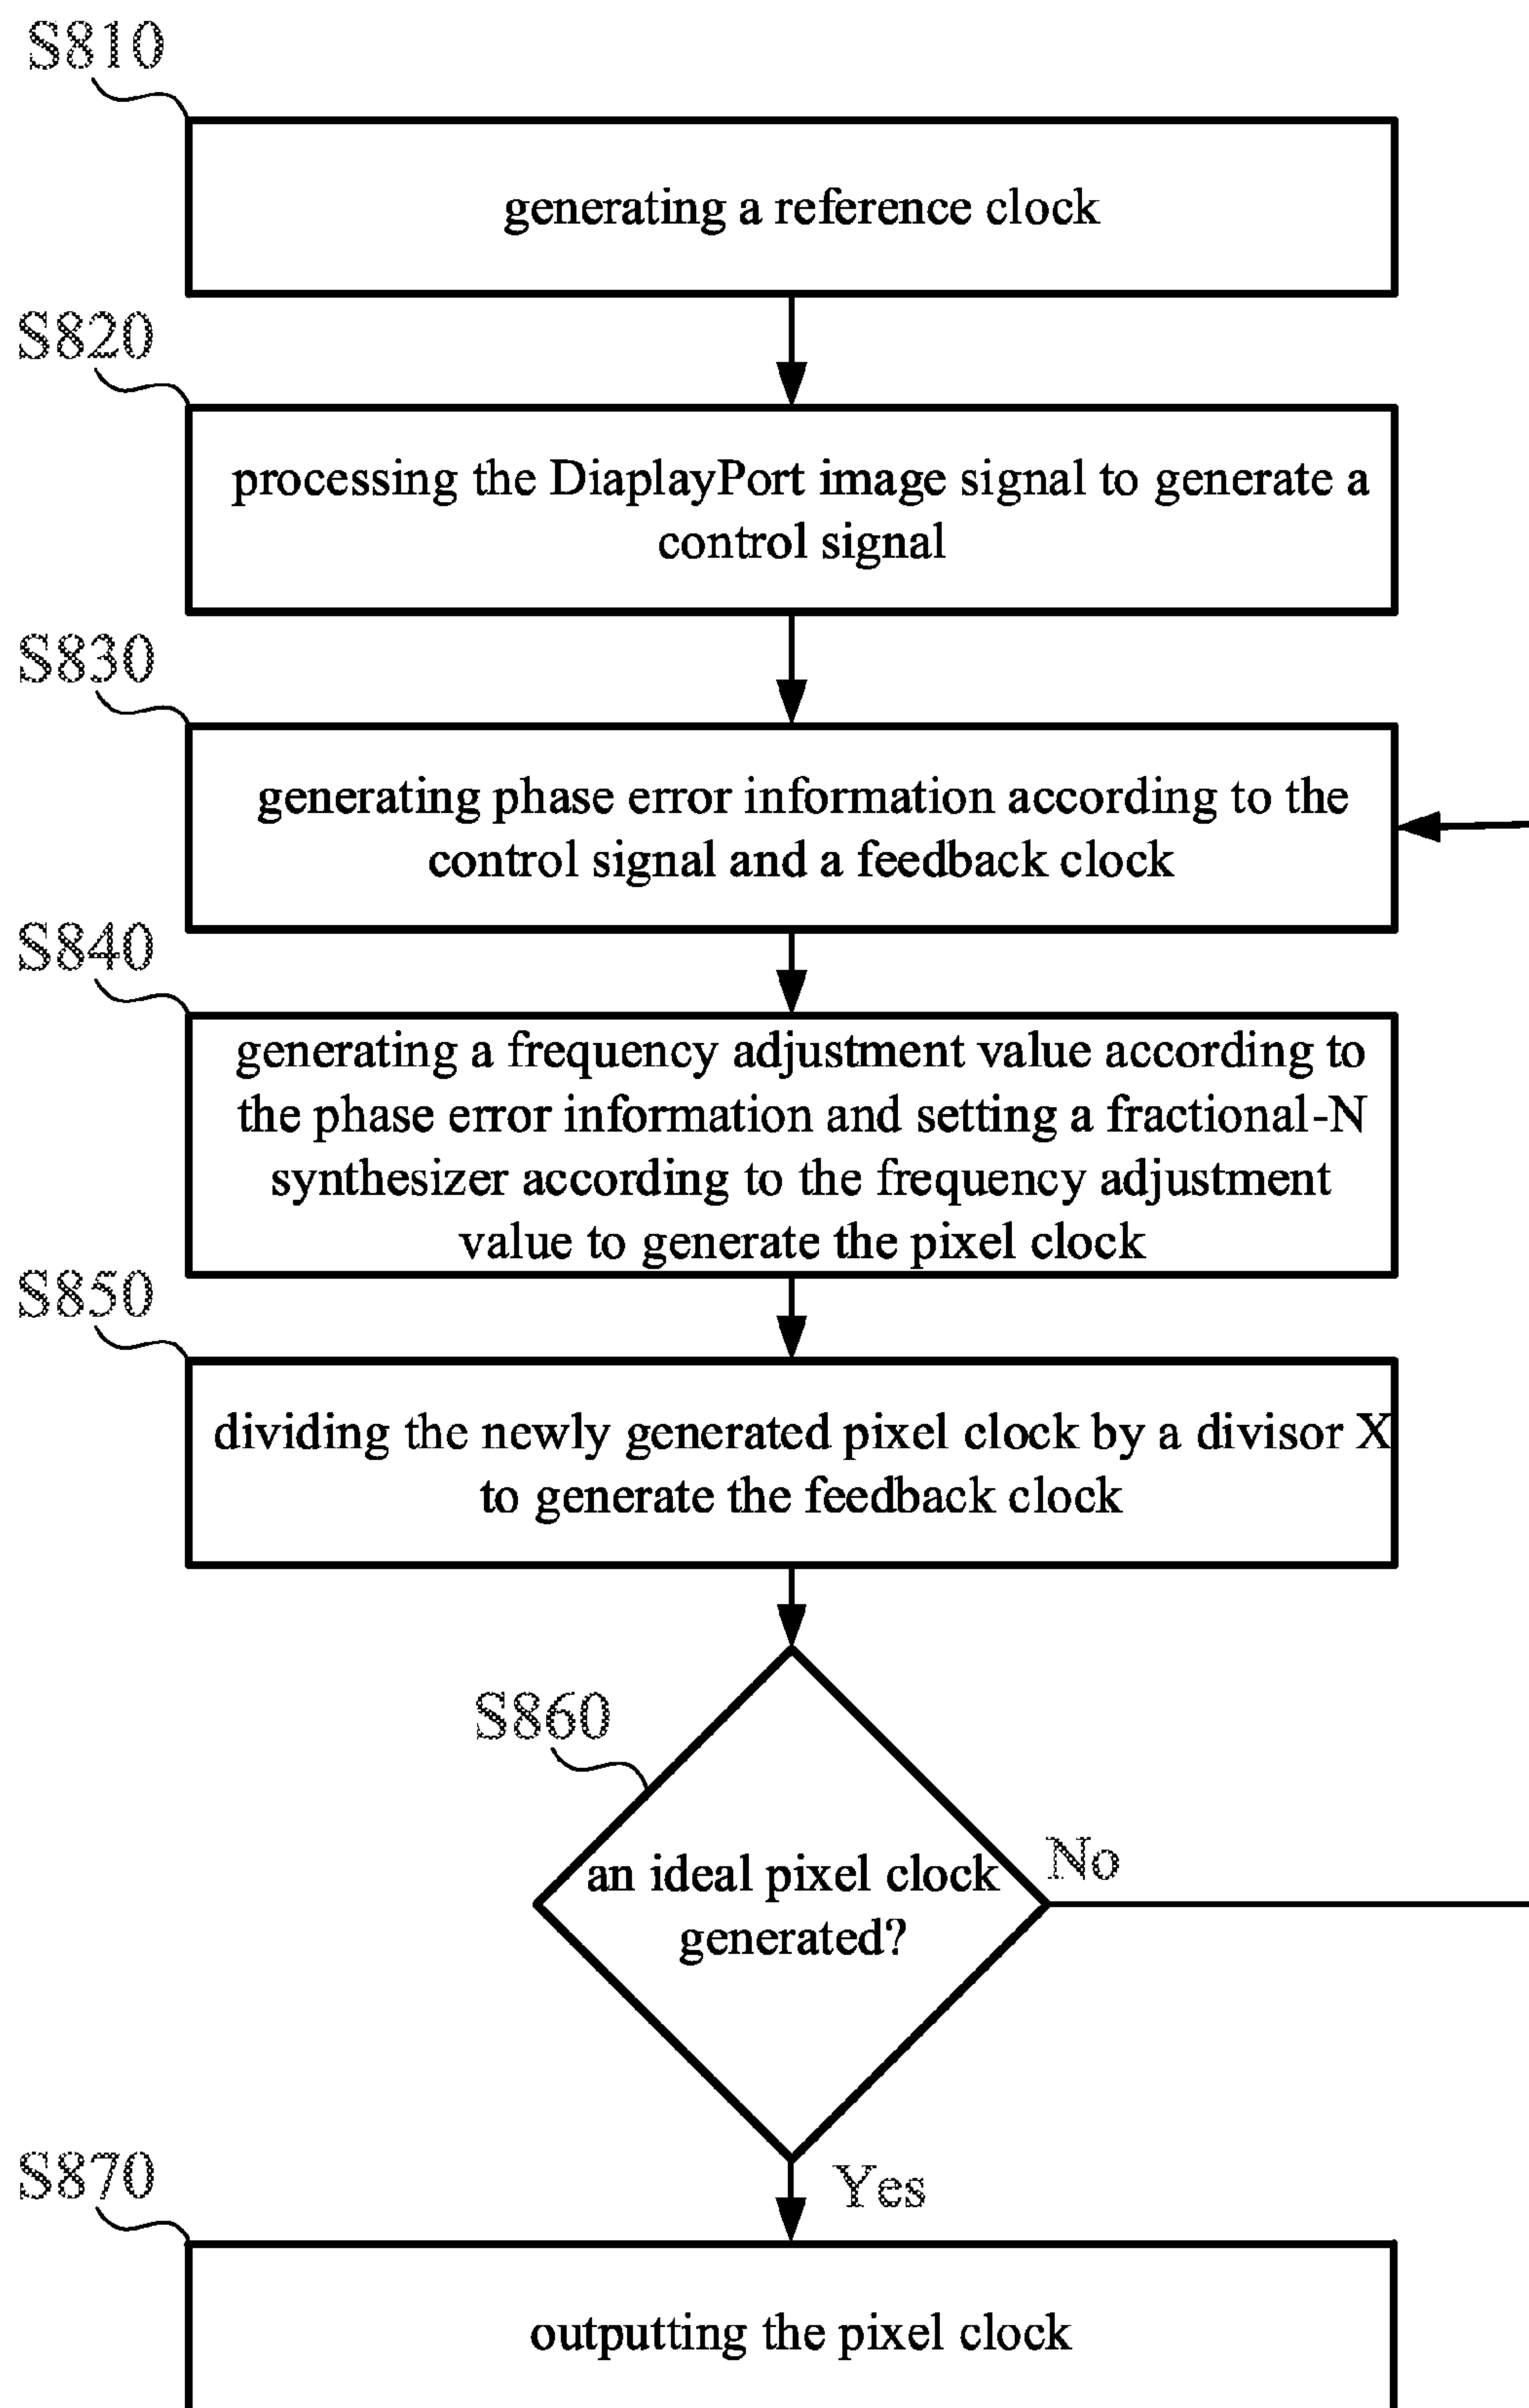 S810
generating a reference clock
S820
processing the DiaplayPort image signal to generate a
control signal
S830
generating phase error information according to the
control signal and a feedback clock
S840
generating a frequency adjustment value according to
the phase error information and setting a fractional-N
synthesizer according to the frequency adjustment
value to generate the pixel clock
S850
dividing the newly generated pixel clock by a divisor X
to generate the feedback clock
S860
an ideal pixel clock
generated?
No
Yes
S870
outputting the pixel clock